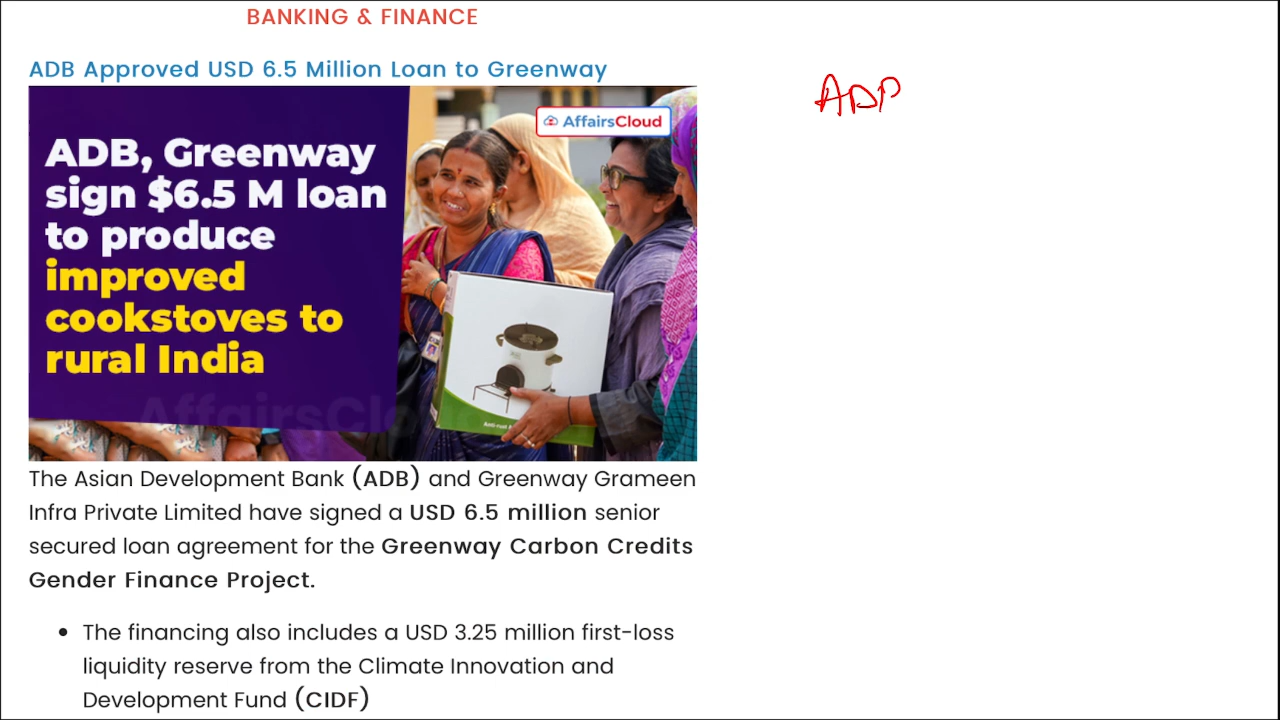 BANKING & FINANCE
ADB Approved USD 6.5 Million Loan to Greenway
ADP
AffairsCloud
ADB, Greenway
sign $6.5 M loan
to produce
improved
cookstoves to
rural India
AffairsCloud
The Asian Development Bank (ADB) and Greenway Grameen
Infra Private Limited have signed a USD 6.5 million senior
secured loan agreement for the Greenway Carbon Credits
Gender Finance Project.
• The financing also includes a USD 3.25 million first-loss
liquidity reserve from the Climate Innovation and
Development Fund (CIDF)